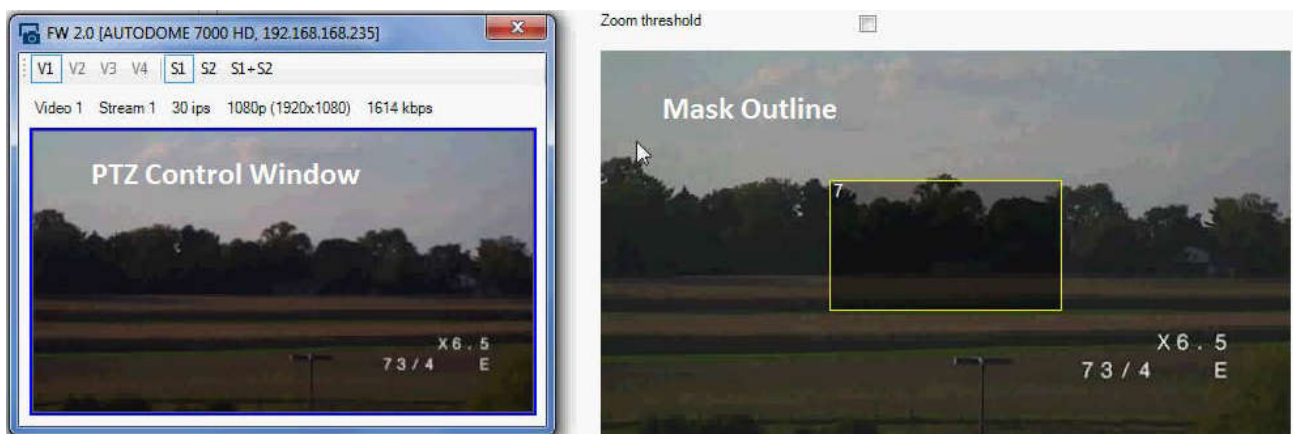 FW 2.0 [AUTODOME 7000 HD, 192.168.168.235]
V1 V2 V3 V4 S1 S2 S1+S2
Video 1 Stream 1 30 ips 1080p (1920x1080) 1614 kbps
PTZ Control Window
X6.5
73/4 E
Zoom threshold
Mask Outline
7
X6.5
73/4 E